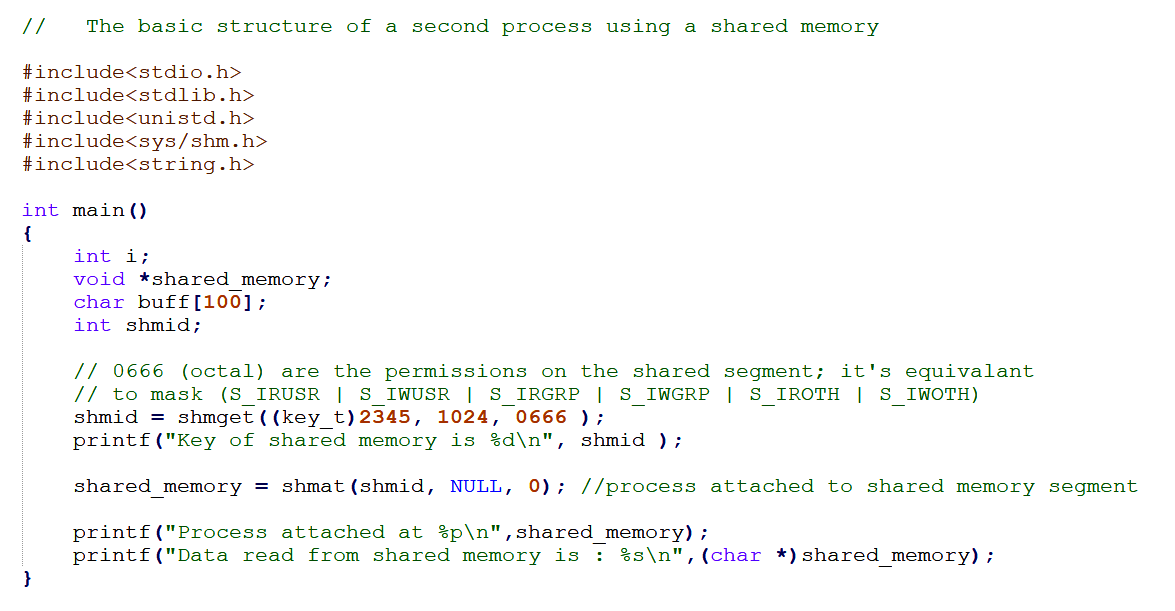 //   The basic structure of a second process using a shared memory

#include<stdio.h>
#include<stdlib.h>
#include<unistd.h>
#include<sys/shm.h>
#include<string.h>

int main()
{
    int i;
    void *shared_memory;
    char buff[100];
    int shmid;

    // 0666 (octal) are the permissions on the shared segment; it's equivalant
    // to mask (S_IRUSR | S_IWUSR | S_IRGRP | S_IWGRP | S_IROTH | S_IWOTH)
    shmid = shmget((key_t)2345, 1024, 0666 );
    printf("Key of shared memory is %d\n", shmid );

    shared_memory = shmat(shmid, NULL, 0); //process attached to shared memory segment

    printf("Process attached at %p\n",shared_memory);
    printf("Data read from shared memory is : %s\n",(char *)shared_memory);
}